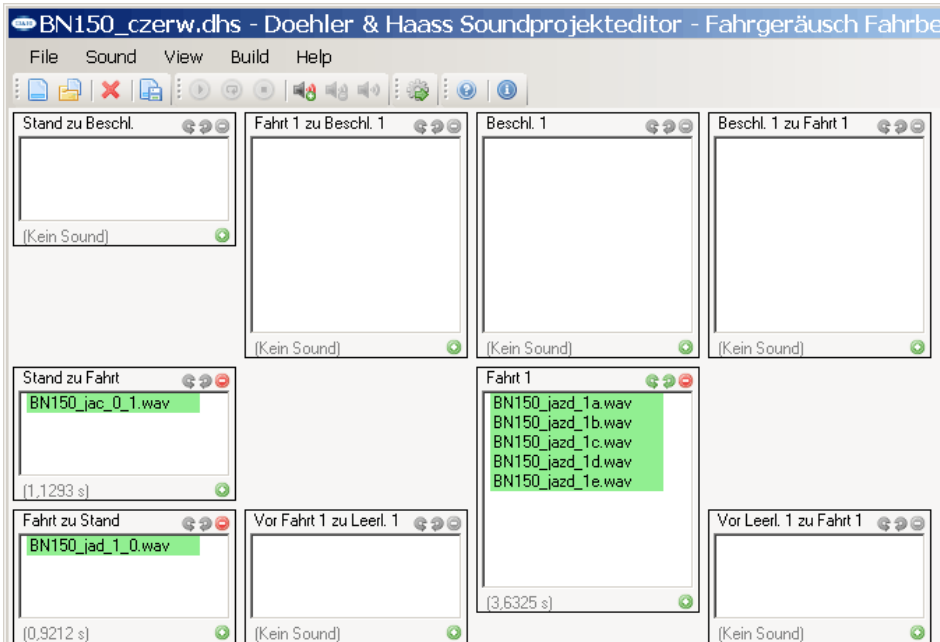 BN150_czerw.dhs - Doehler & Haass Soundprojekteditor - Fahrgeräusch Fahrbe
File Sound View Build Help
Stand zu Beschl.
(Kein Sound)
Fahrt 1 zu Beschl. 1
(Kein Sound)
Beschl. 1
(Kein Sound)
Beschl. 1 zu Fahrt 1
(Kein Sound)
Stand zu Fahrt
BN150_jac_0_1.wav
(1,1293 s)
Fahrt 1
BN150_jazd_1a.wav
BN150_jazd_1b.wav
BN150_jazd_1c.wav
BN150_jazd_1d.wav
BN150_jazd_1e.wav
(3,6325 s)
Fahrt zu Stand
BN150_jad_1_0.wav
(0,9212 s)
Vor Fahrt 1 zu Leerl. 1
(Kein Sound)
Vor Leerl. 1 zu Fahrt 1
(Kein Sound)